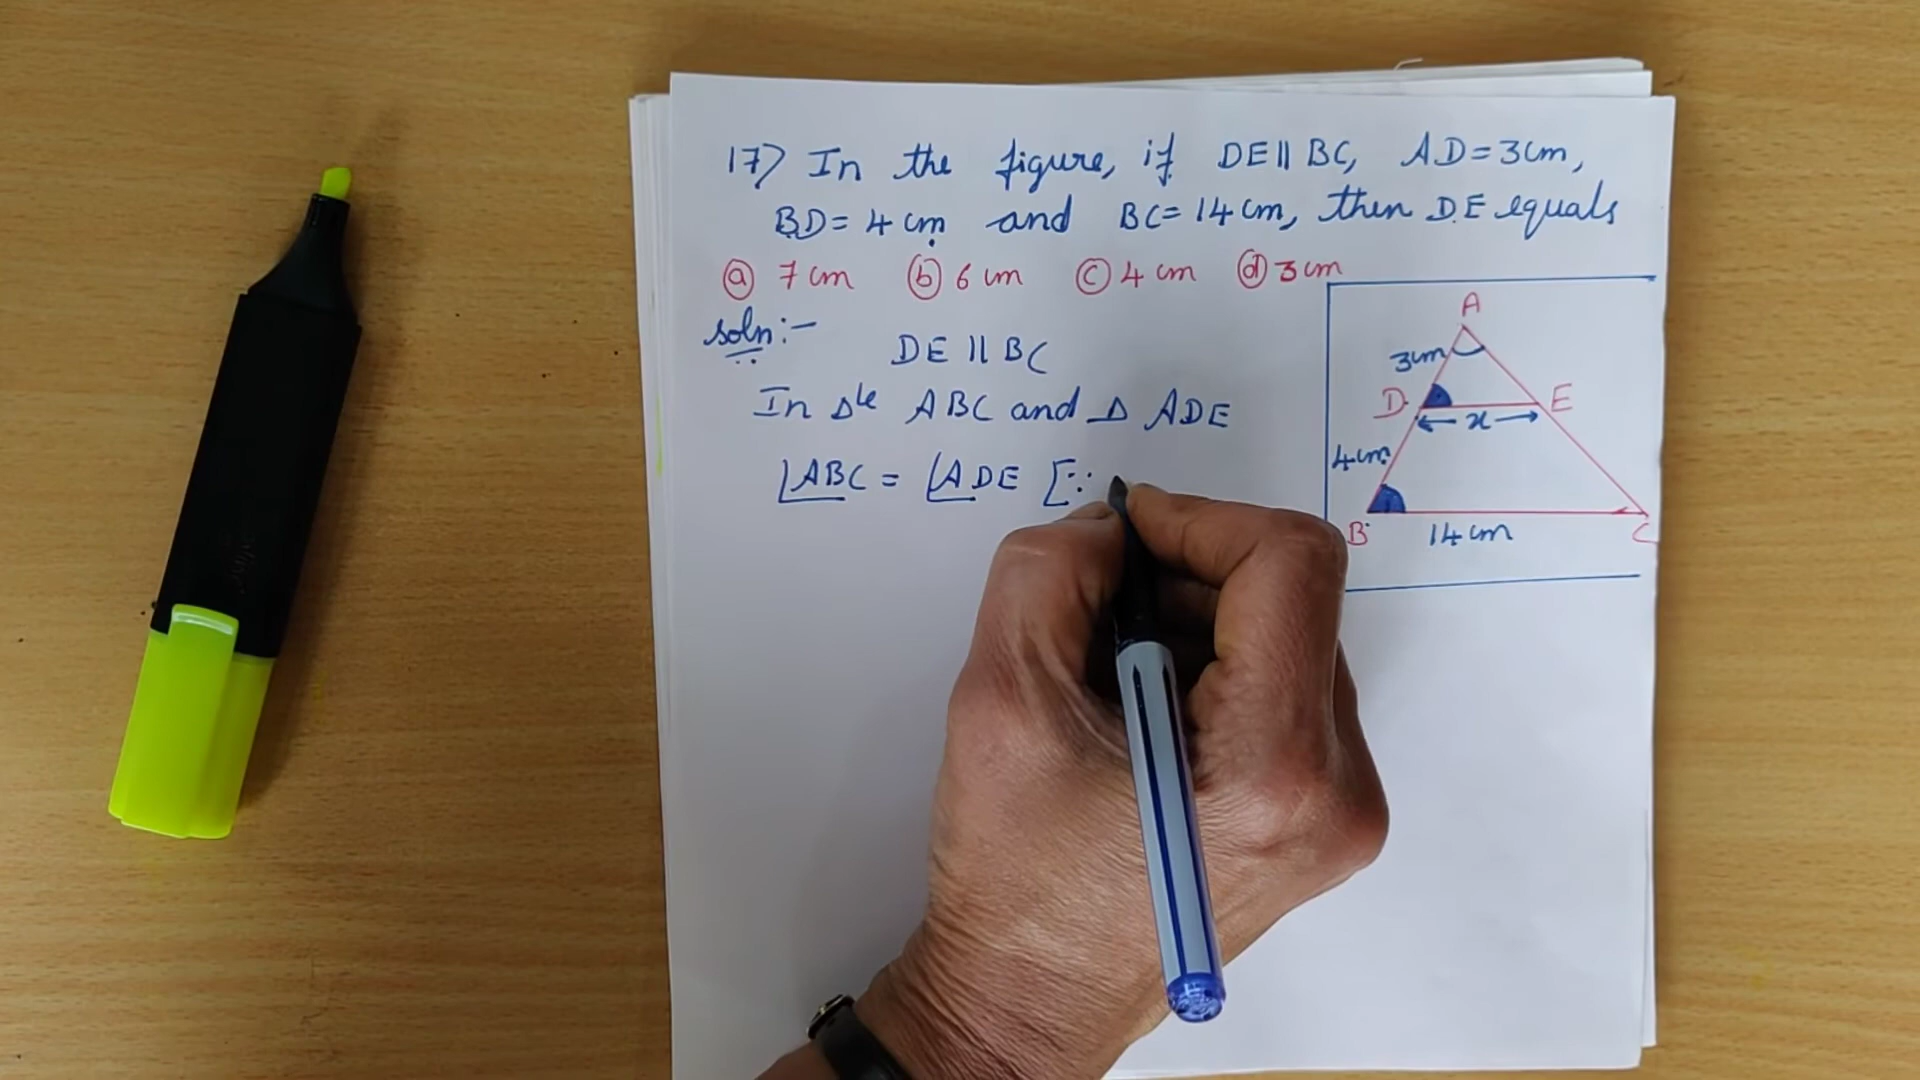 17) In the figure, if DE || BC, AD = 3cm,
BD = 4 cm and BC = 14 cm, then DE equals
ⓐ 7 cm ⓑ 6 cm ⓒ 4 cm ⓓ 3 cm
soln:-
DE || BC
In Δle ABC and Δ ADE
∠ABC = ∠ADE [∵
A
3cm
D
E
x
4cm
B
14 cm
C